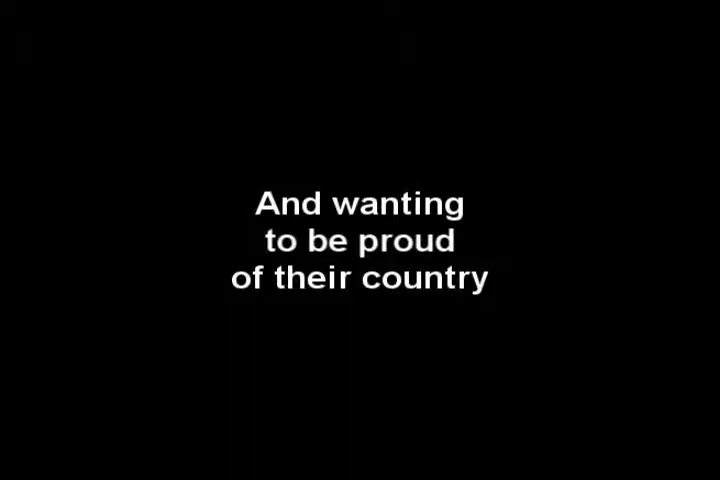 And wanting
to be proud
of their country